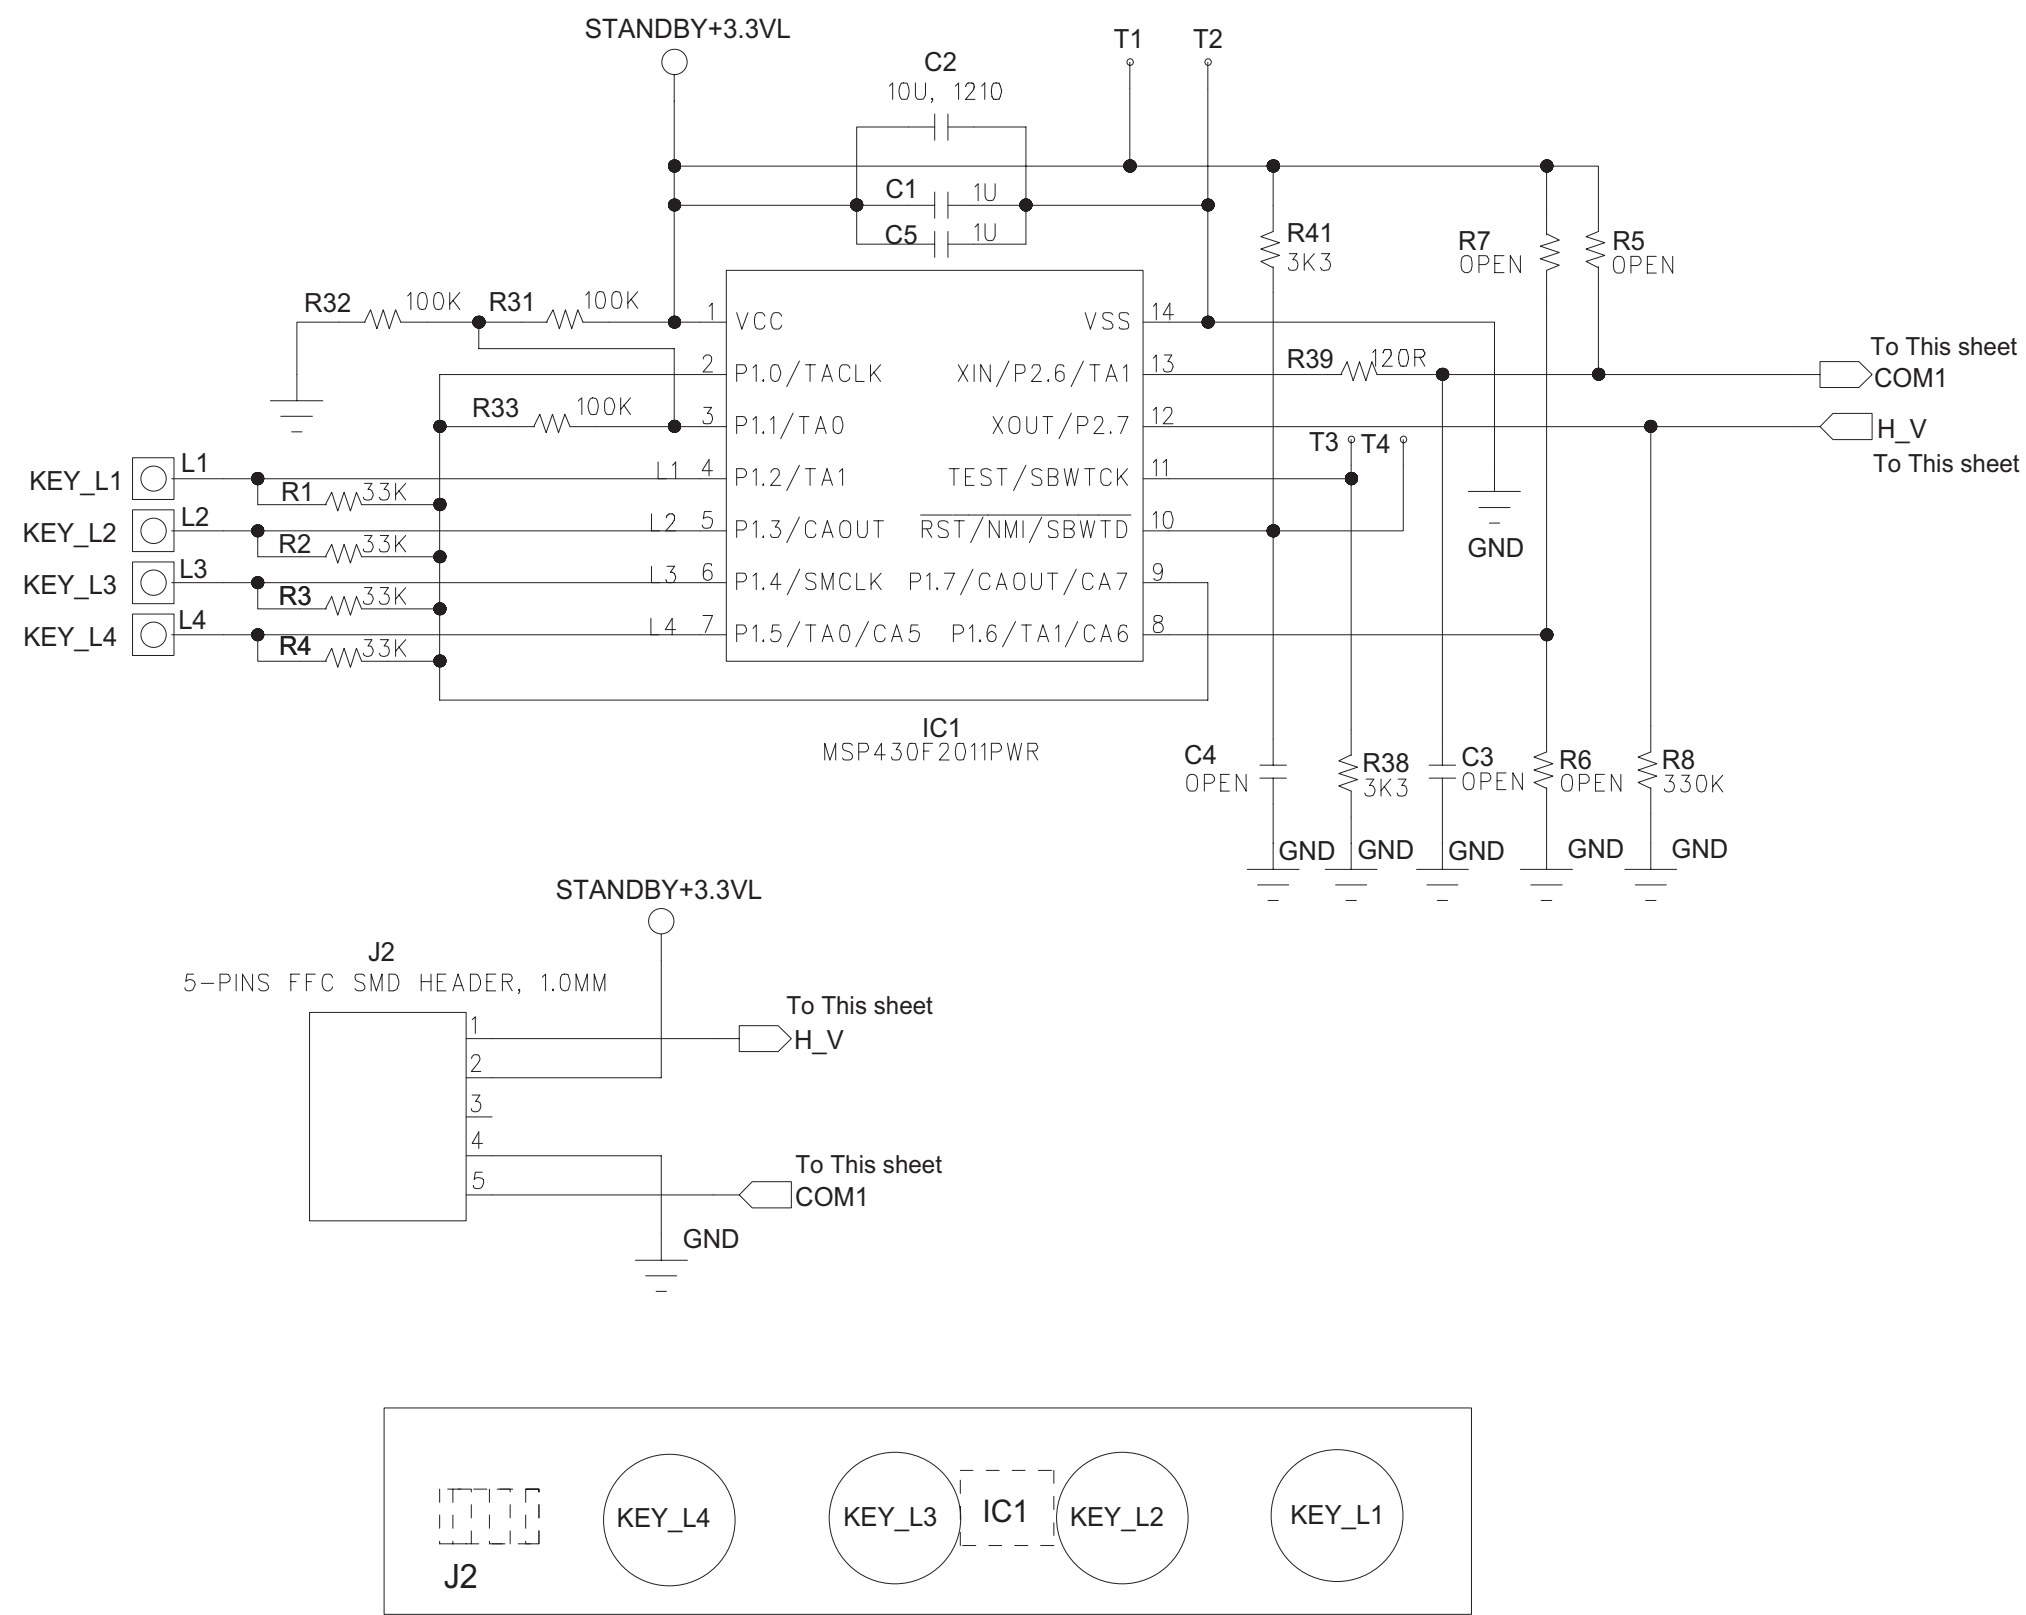 STANDBY+3.3VL
T1 T2
C2
10U, 1210
C1 1U
C5 1U
R41
3K3
R7
OPEN
R5
OPEN
R32 100K R31 100K
1 VCC VSS 14
2 P1.0/TACLK XIN/P2.6/TA1 13
R39 120R
To This sheet
COM1
R33 100K
3 P1.1/TA0 XOUT/P2.7 12
H_V
To This sheet
T3 T4
KEY_L1 L1
L1 4 P1.2/TA1 TEST/SBWTCK 11
R1 33K
KEY_L2 L2
L2 5 P1.3/CAOUT RST/NMI/SBWTD 10
R2 33K
GND
KEY_L3 L3
L3 6 P1.4/SMCLK P1.7/CAOUT/CA7 9
R3 33K
KEY_L4 L4
L4 7 P1.5/TA0/CA5 P1.6/TA1/CA6 8
R4 33K
IC1
MSP430F2011PWR
C4
OPEN
R38
3K3
C3
OPEN
R6
OPEN
R8
330K
GND GND GND GND GND
STANDBY+3.3VL
J2
5-PINS FFC SMD HEADER, 1.0MM
1
To This sheet
H_V
2
3
4
5
To This sheet
COM1
GND
KEY_L4 KEY_L3 IC1 KEY_L2 KEY_L1
J2